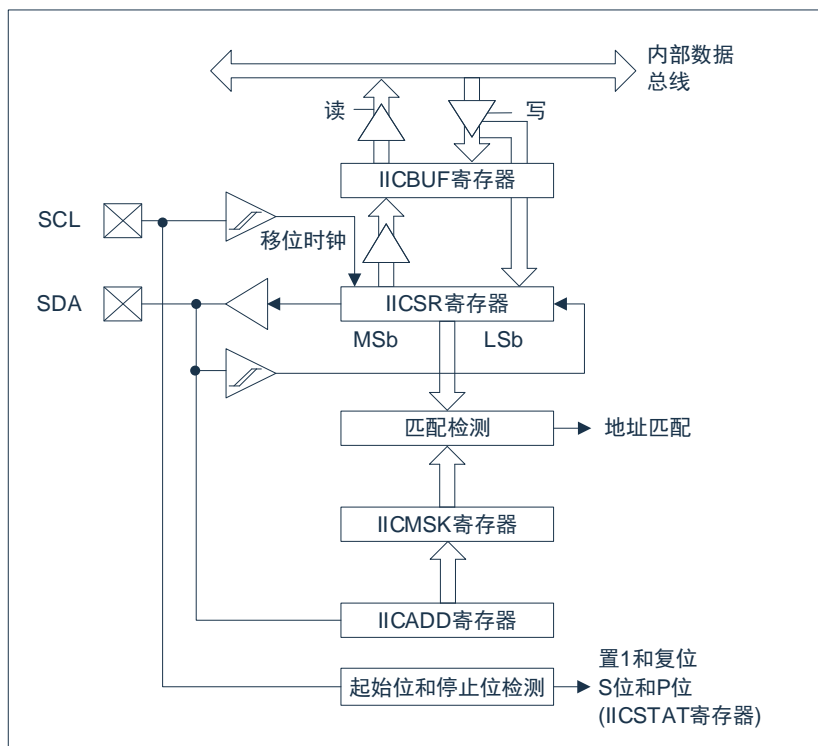 内部数据
总线
读
写
IICBUF寄存器
SCL
移位时钟
SDA
IICSR寄存器
MSb
LSb
匹配检测
地址匹配
IICMSK寄存器
IICADD寄存器
起始位和停止位检测
置1和复位
S位和P位
(IICSTAT寄存器)